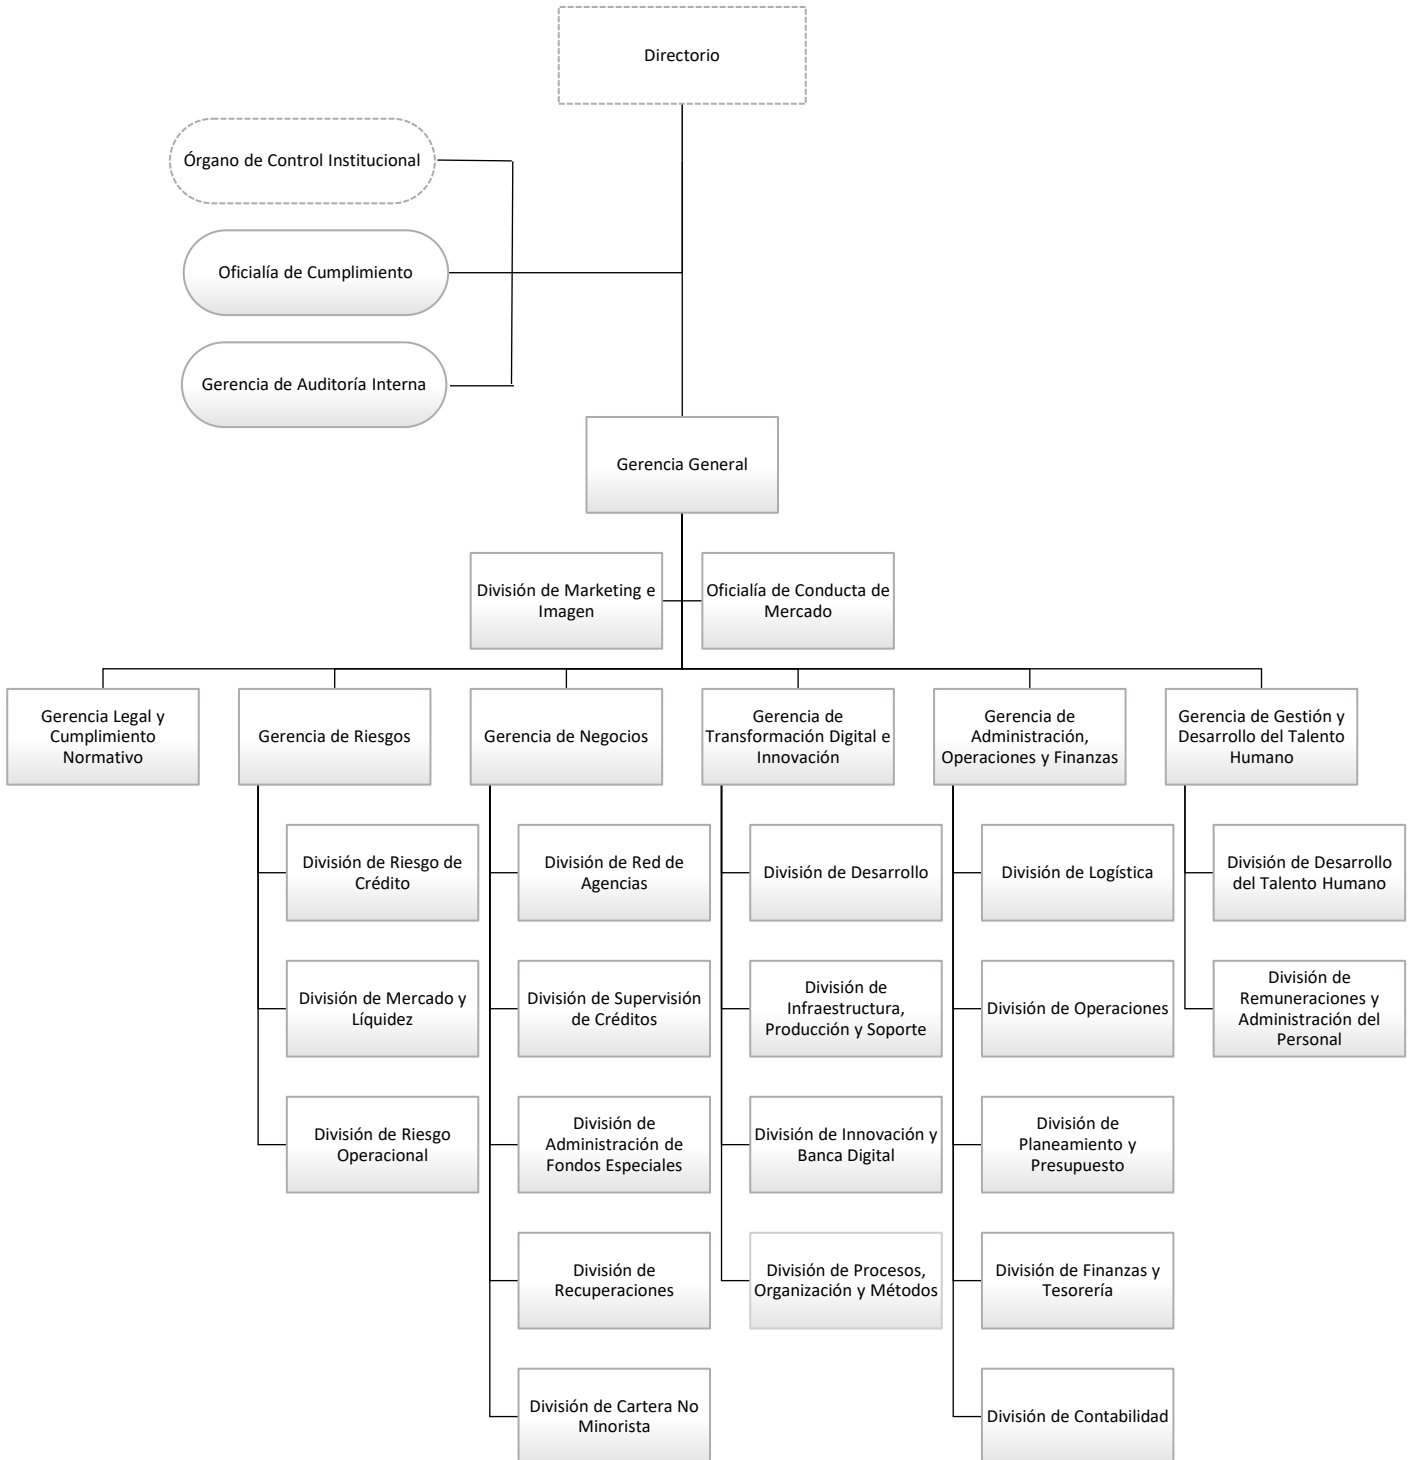 Directorio
Órgano de Control Institucional
Oficialía de Cumplimiento
Gerencia de Auditoría Interna
Gerencia General
División de Marketing e
Imagen
Oficialía de Conducta de
Mercado
Gerencia Legal y
Cumplimiento
Normativo
Gerencia de Riesgos
Gerencia de Negocios
Gerencia de
Transformación Digital e
Innovación
Gerencia de
Administración,
Operaciones y Finanzas
Gerencia de Gestión y
Desarrollo del Talento
Humano
División de Riesgo de
Crédito
División de Red de
Agencias
División de Desarrollo
División de Logística
División de Desarrollo
del Talento Humano
División de Mercado y
Líquidez
División de Supervisión
de Créditos
División de
Infraestructura,
Producción y Soporte
División de Operaciones
División de
Remuneraciones y
Administración del
Personal
División de Riesgo
Operacional
División de
Administración de
Fondos Especiales
División de Innovación y
Banca Digital
División de
Planeamiento y
Presupuesto
División de
Recuperaciones
División de Procesos,
Organización y Métodos
División de Finanzas y
Tesorería
División de Cartera No
Minorista
División de Contabilidad